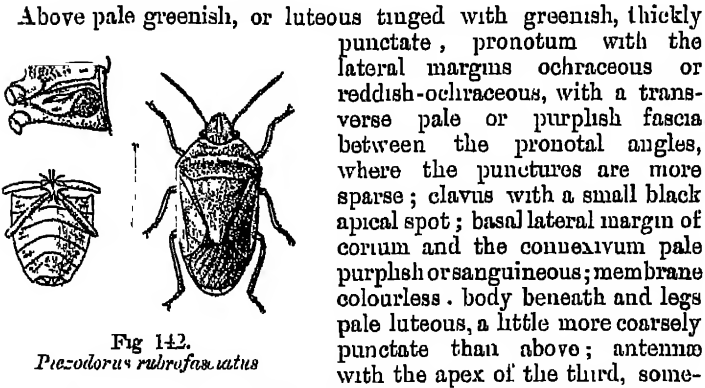 Above pale greenish, or luteous tinged with greenish, thickly
punctate, pronotum with the
lateral margins ochraceous or
reddish-ochraceous, with a trans-
verse pale or purplish fascia
between the pronotal angles,
where the punctures are more
sparse; clavus with a small black
apical spot; basal lateral margin of
corium and the connexivum pale
purplish or sanguineous; membrane
colourless. body beneath and legs
pale luteous, a little more coarsely
punctate than above; antennæ
with the apex of the third, some-
Fig 142.
Piezodorus rubrofasciatus